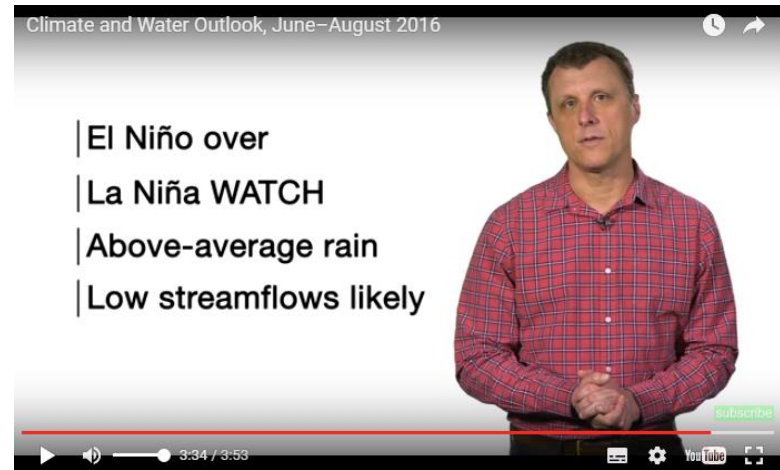 Climate and Water Outlook, June–August 2016
El Niño over
La Niña WATCH
Above-average rain
Low streamflows likely
subscribe
3:34 / 3:53
YouTube